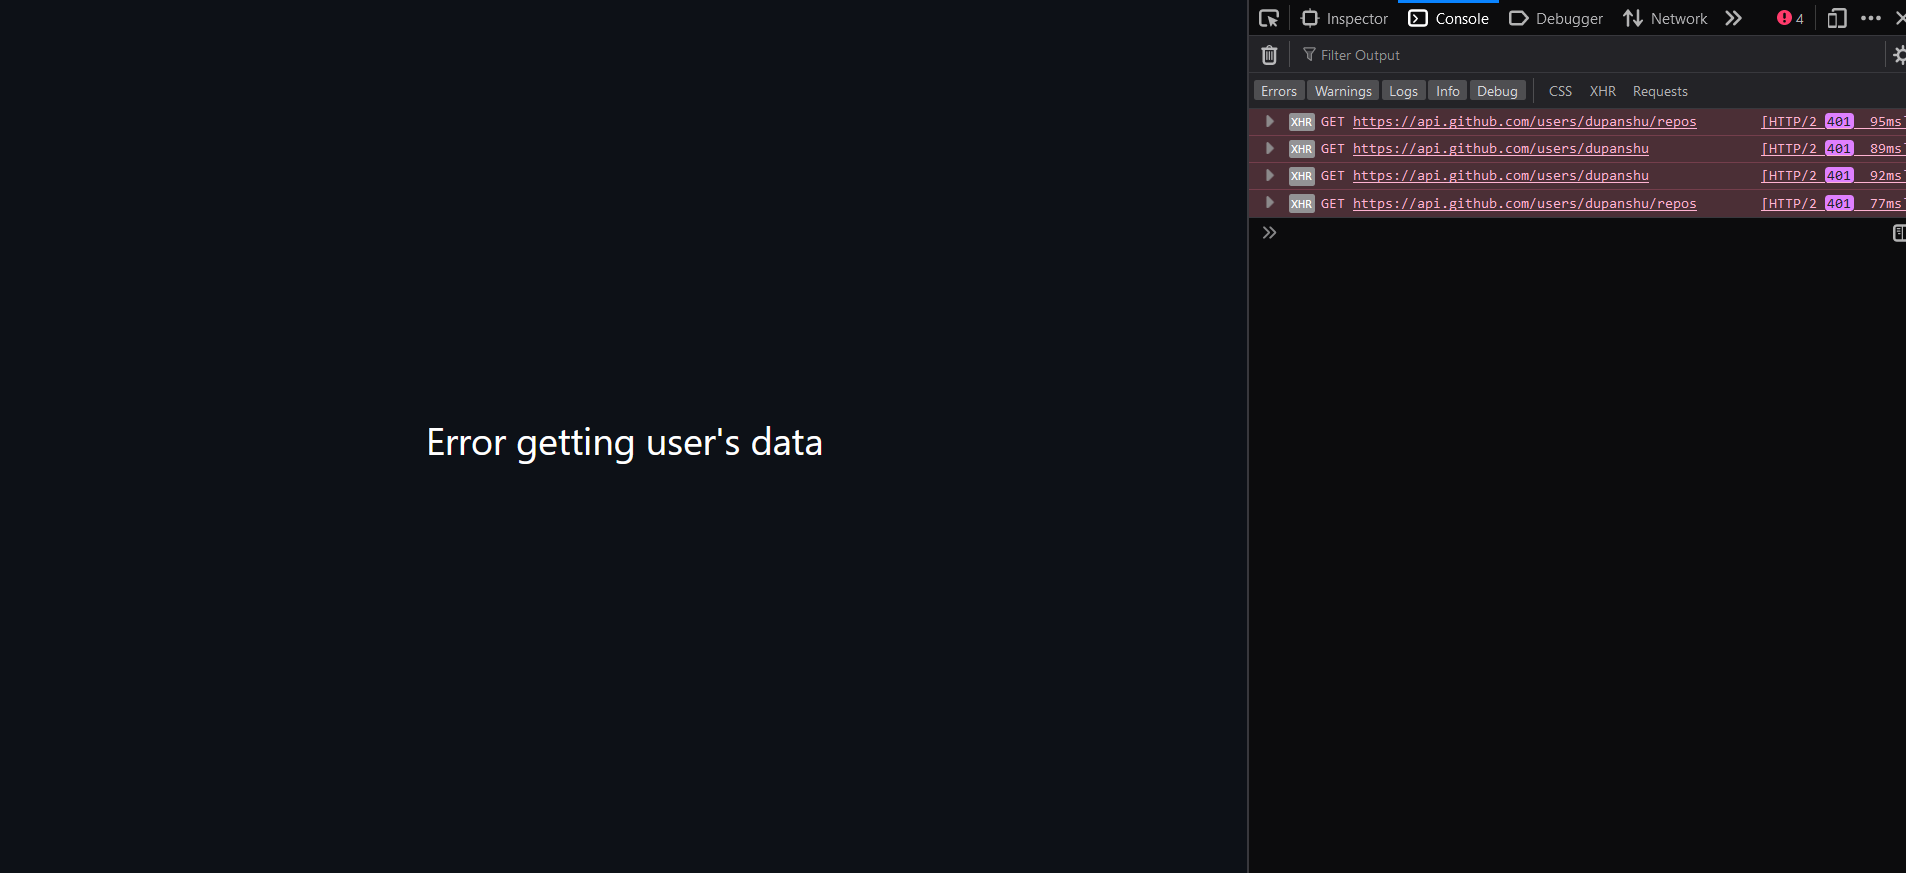 Error getting user's data
Inspector Console Debugger Network 4
Filter Output
Errors Warnings Logs Info Debug CSS XHR Requests
XHR GET https://api.github.com/users/dupanshu/repos [HTTP/2 401 95ms]
XHR GET https://api.github.com/users/dupanshu [HTTP/2 401 89ms]
XHR GET https://api.github.com/users/dupanshu [HTTP/2 401 92ms]
XHR GET https://api.github.com/users/dupanshu/repos [HTTP/2 401 77ms]